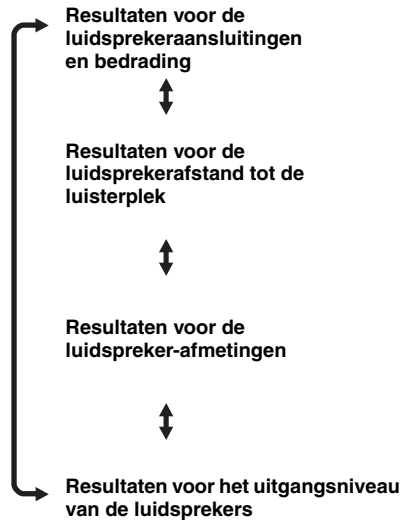 Resultaten voor de
luidsprekeraansluitingen
en bedrading
Resultaten voor de
luidsprekerafstand tot de
luisterplek
Resultaten voor de
luidspreker-afmetingen
Resultaten voor het uitgangsniveau
van de luidsprekers